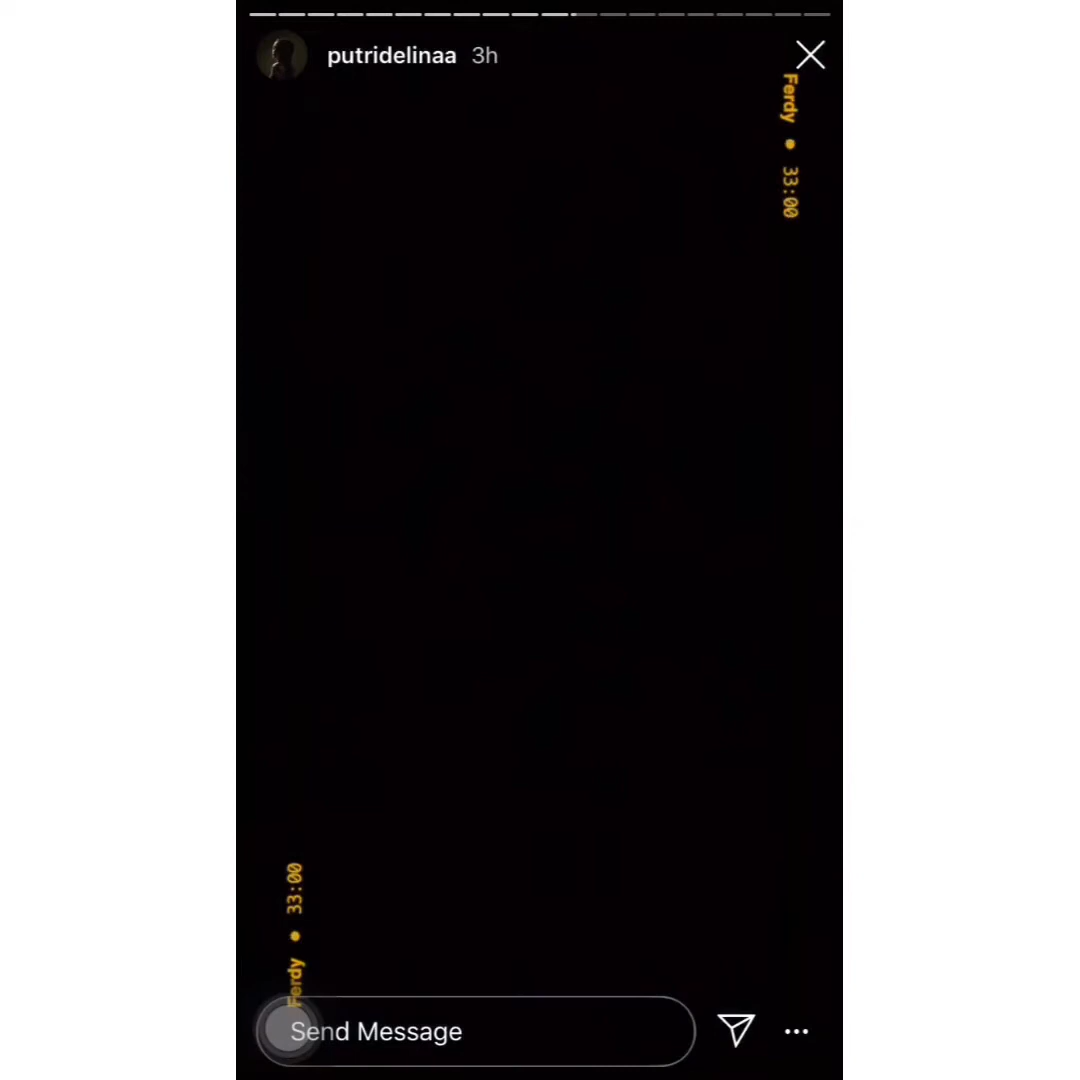 putridelinaa 3h
Ferdy ● 33:00
Ferdy ● 33:00
Send Message